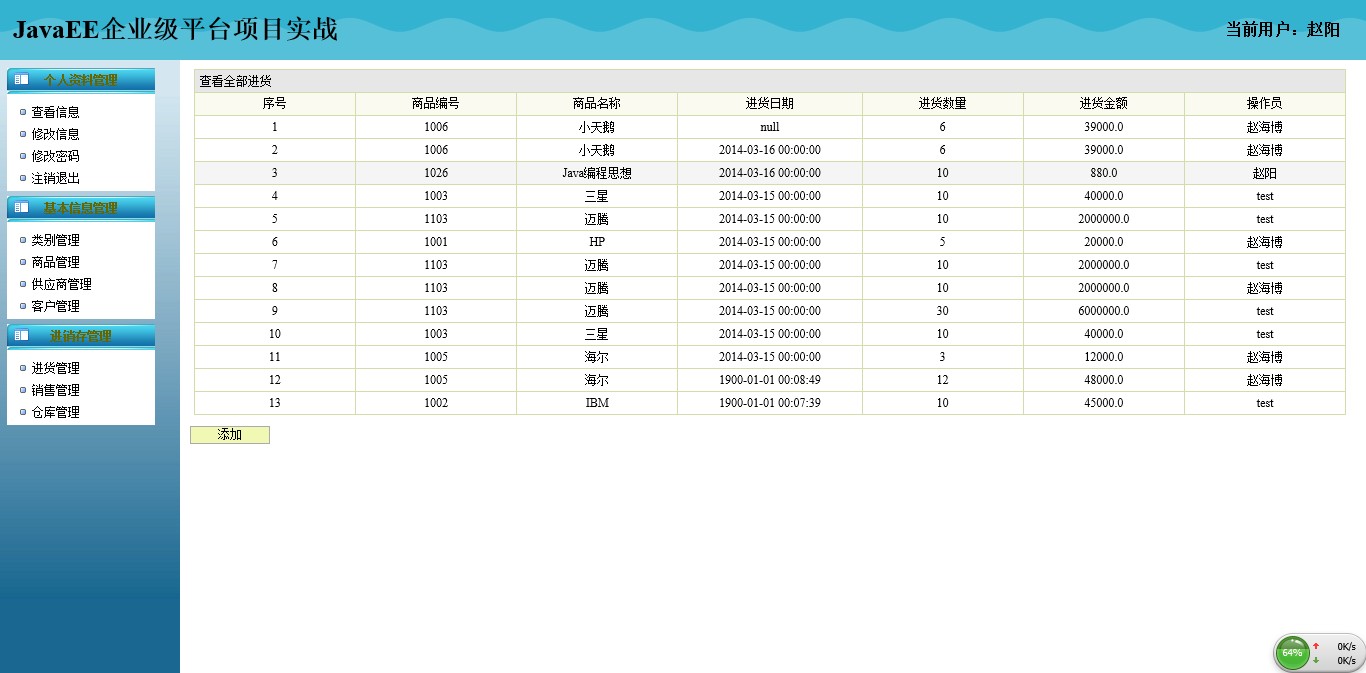 JavaEE企业级平台项目实战
当前用户：赵阳
个人资料管理
查看信息
修改信息
修改密码
注销退出
基本信息管理
类别管理
商品管理
供应商管理
客户管理
进销存管理
进货管理
销售管理
仓库管理
查看全部进货
序号 商品编号 商品名称 进货日期 进货数量 进货金额 操作员
1 1006 小天鹅 null 6 39000.0 赵海博
2 1006 小天鹅 2014-03-16 00:00:00 6 39000.0 赵海博
3 1026 Java编程思想 2014-03-16 00:00:00 10 880.0 赵阳
4 1003 三星 2014-03-15 00:00:00 10 40000.0 test
5 1103 迈腾 2014-03-15 00:00:00 10 2000000.0 test
6 1001 HP 2014-03-15 00:00:00 5 20000.0 赵海博
7 1103 迈腾 2014-03-15 00:00:00 10 2000000.0 test
8 1103 迈腾 2014-03-15 00:00:00 10 2000000.0 赵海博
9 1103 迈腾 2014-03-15 00:00:00 30 6000000.0 test
10 1003 三星 2014-03-15 00:00:00 10 40000.0 test
11 1005 海尔 2014-03-15 00:00:00 3 12000.0 赵海博
12 1005 海尔 1900-01-01 00:08:49 12 48000.0 赵海博
13 1002 IBM 1900-01-01 00:07:39 10 45000.0 test
添加
64%
0K/s
0K/s